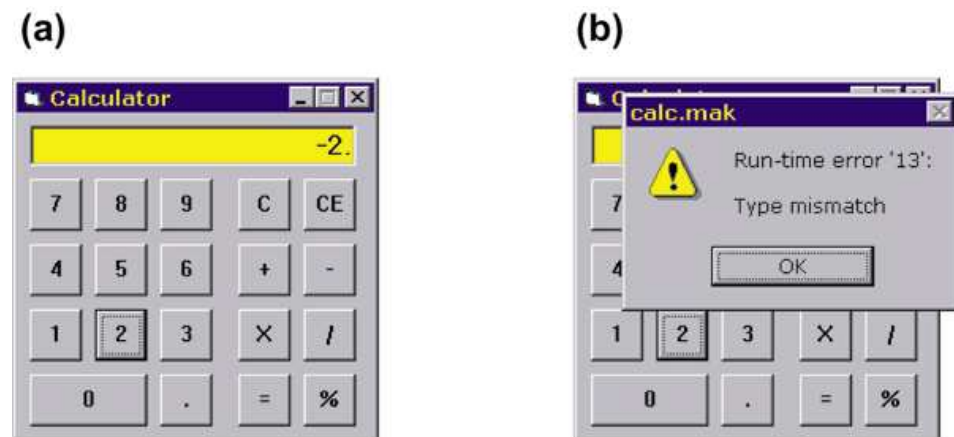 (a)
Calculator
-2.
7 8 9 C CE
4 5 6 + -
1 2 3 X /
0 . = %
(b)
calc.mak
Run-time error '13':
7
Type mismatch
4
OK
1 2 3 X /
0 . = %